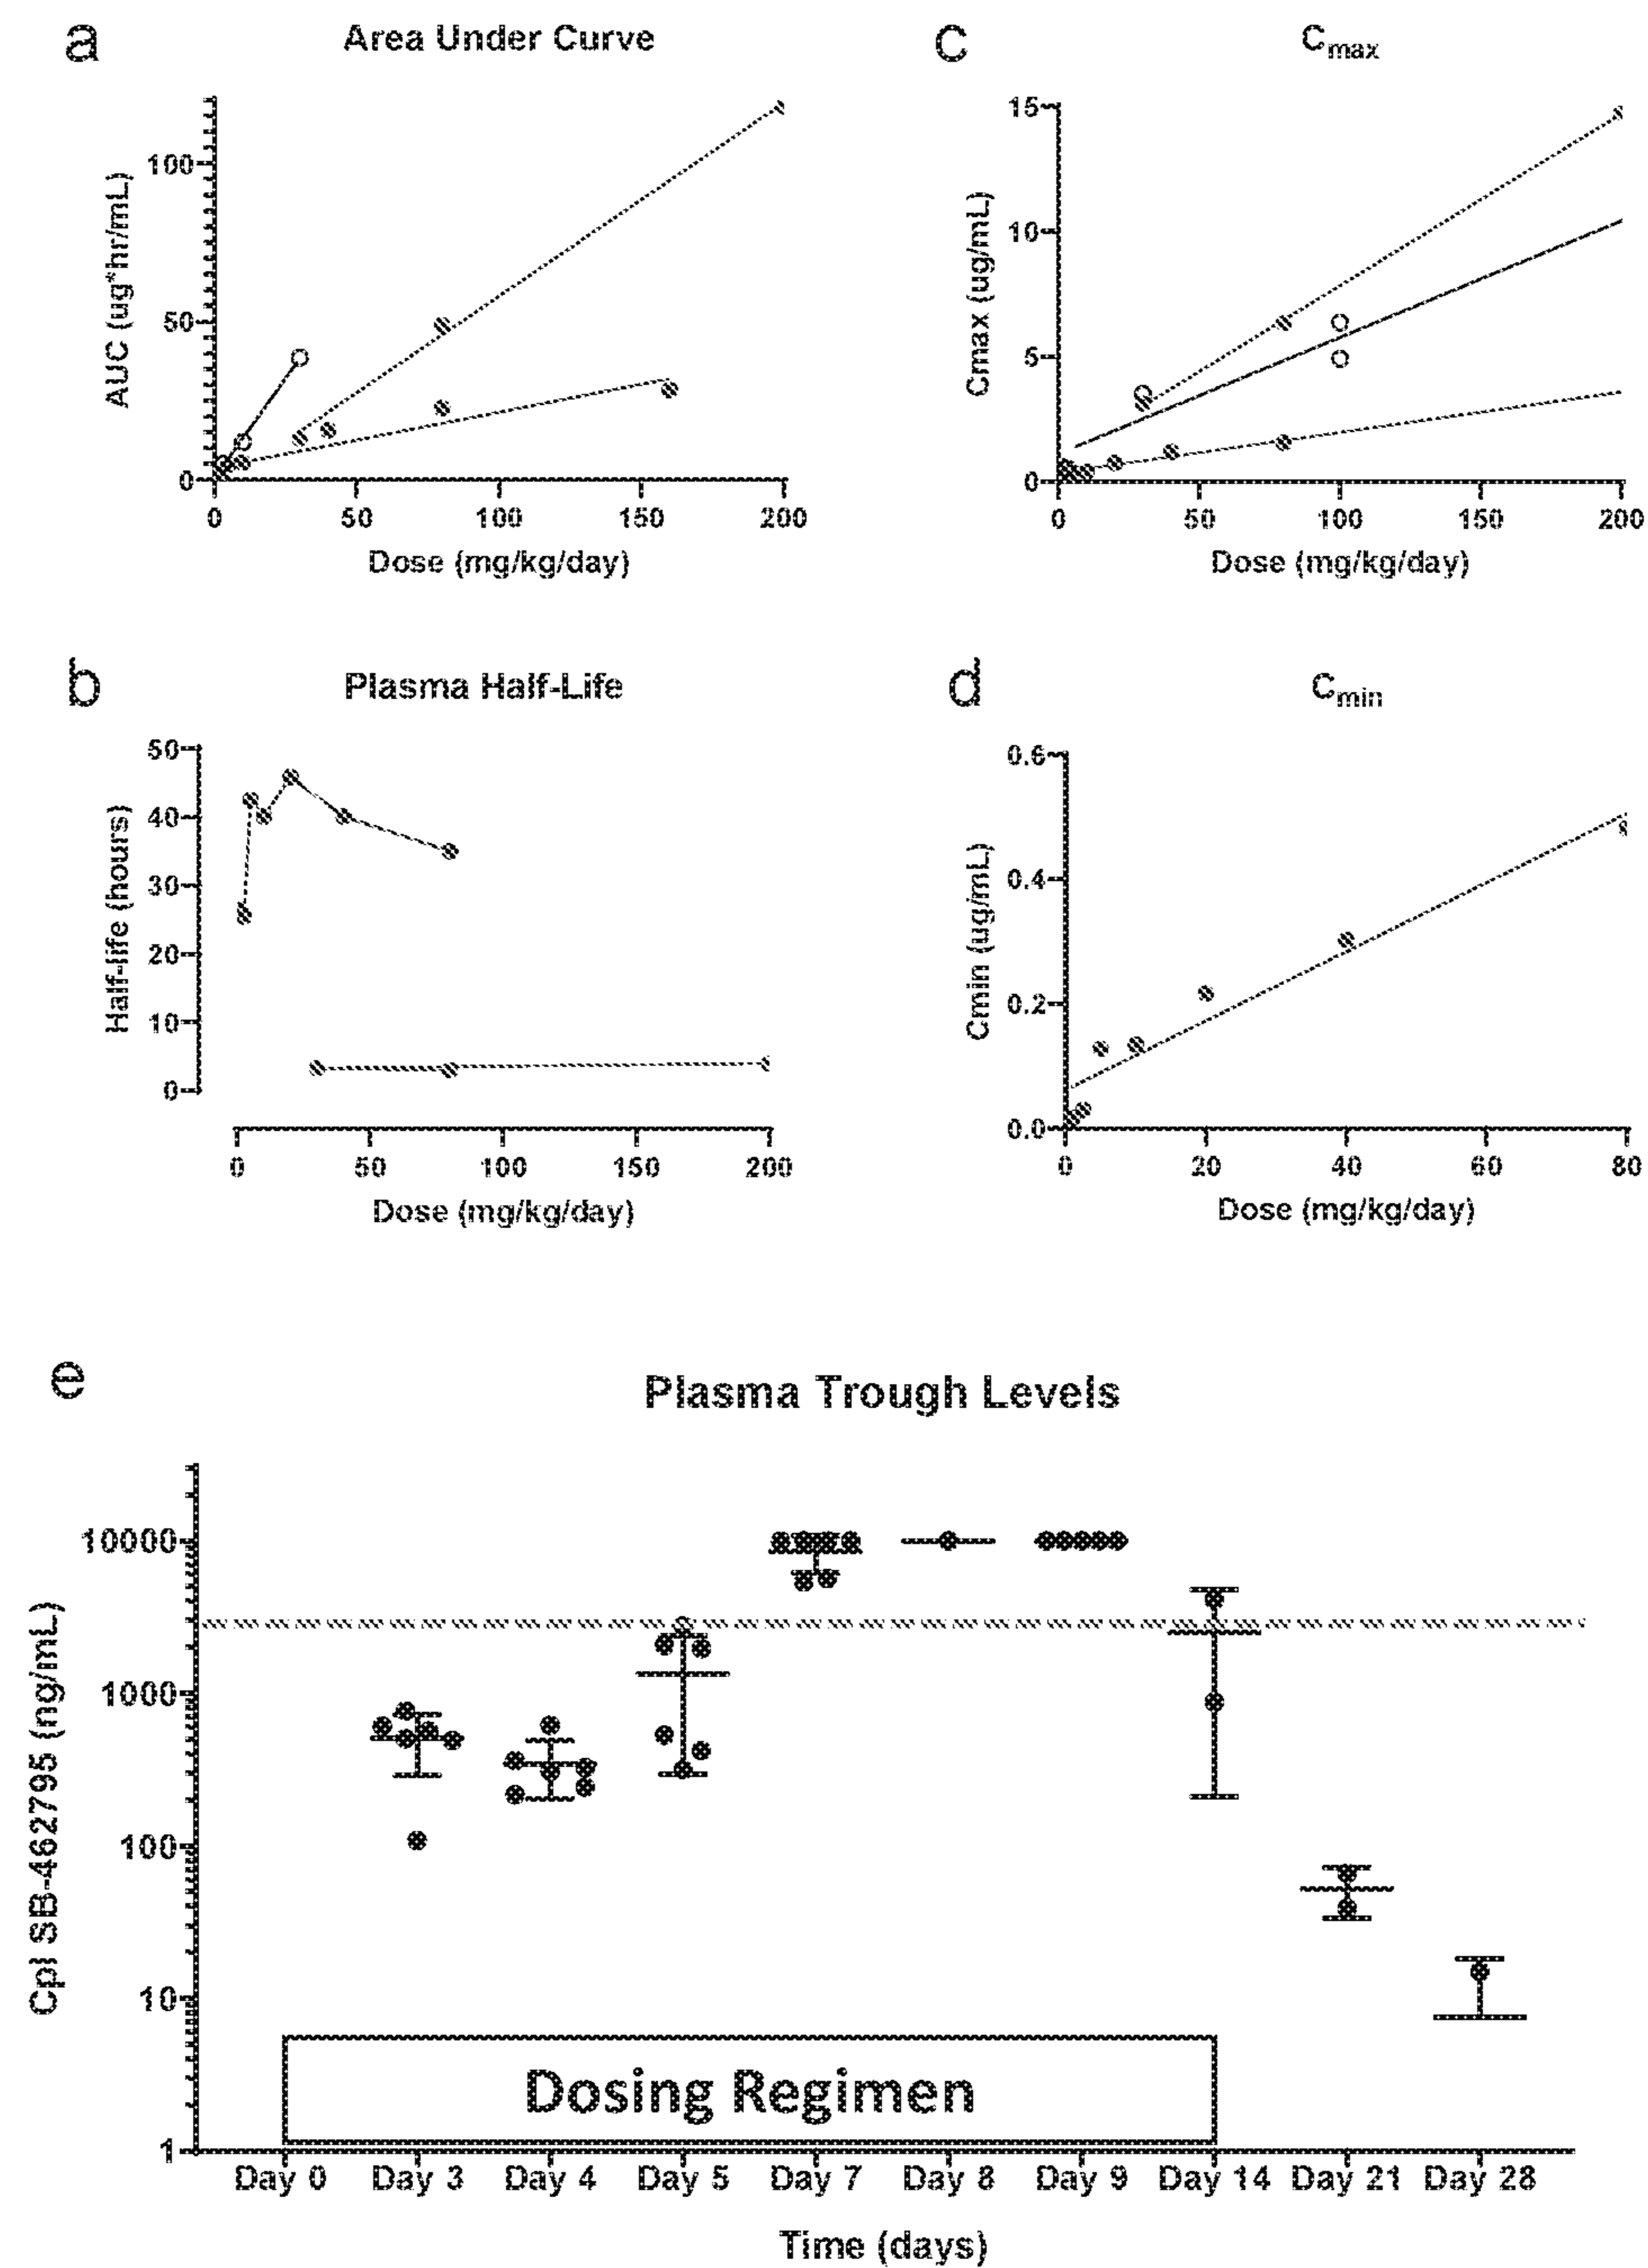 a
Area Under Curve
AUC (ug*hr/mL)
100
50
0
0 50 100 150 200
Dose (mg/kg/day)
c
Cmax
Cmax (ug/mL)
15
10
5
0
0 50 100 150 200
Dose (mg/kg/day)
b
Plasma Half-Life
Half-life (hours)
50
40
30
20
10
0
0 50 100 150 200
Dose (mg/kg/day)
d
Cmin
Cmin (ug/mL)
0.6
0.4
0.2
0.0
0 20 40 60 80
Dose (mg/kg/day)
e
Plasma Trough Levels
Cpl SB-462795 (ng/mL)
10000
1000
100
10
1
Dosing Regimen
Day 0 Day 3 Day 4 Day 5 Day 7 Day 8 Day 9 Day 14 Day 21 Day 28
Time (days)